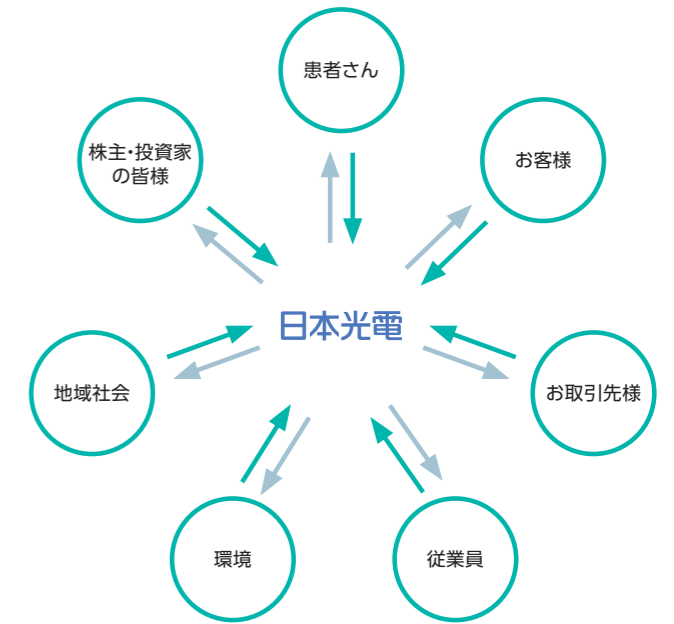 患者さん
株主・投資家
の皆様
お客様
日本光電
地域社会
お取引先様
環境
従業員